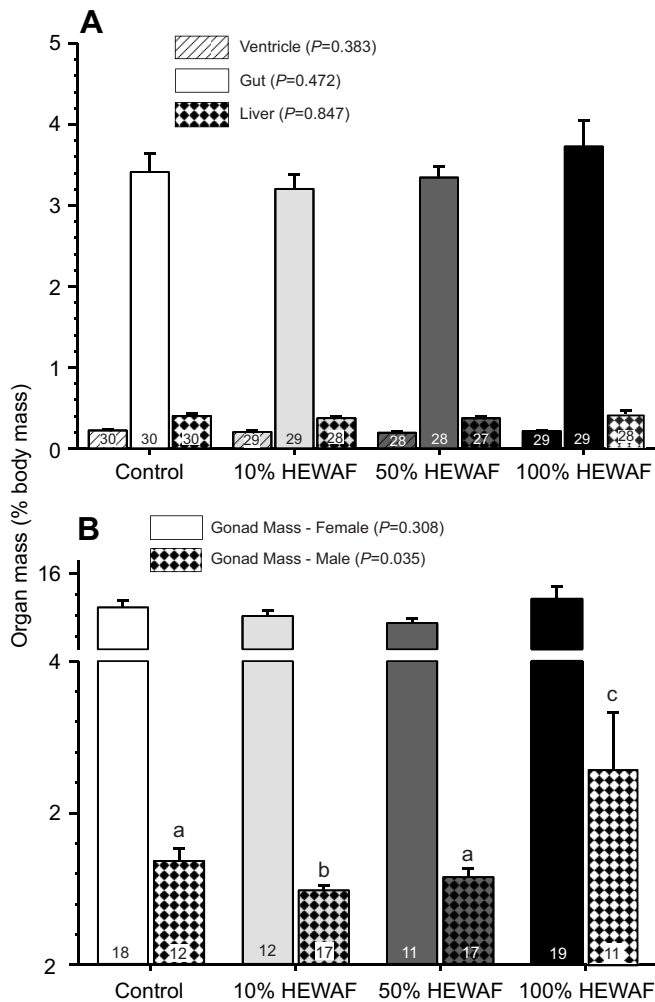 A
5
Ventricle (P=0.383)
Gut (P=0.472)
Liver (P=0.847)
4
3
2
1
0
30 30 30 29 29 28 28 28 27 29 29 28
Control 10% HEWAF 50% HEWAF 100% HEWAF
Organ mass (% body mass)
B
Gonad Mass - Female (P=0.308)
Gonad Mass - Male (P=0.035)
16
4
c
2
a b a
18 12 12 17 11 17 19 11
2
Control 10% HEWAF 50% HEWAF 100% HEWAF